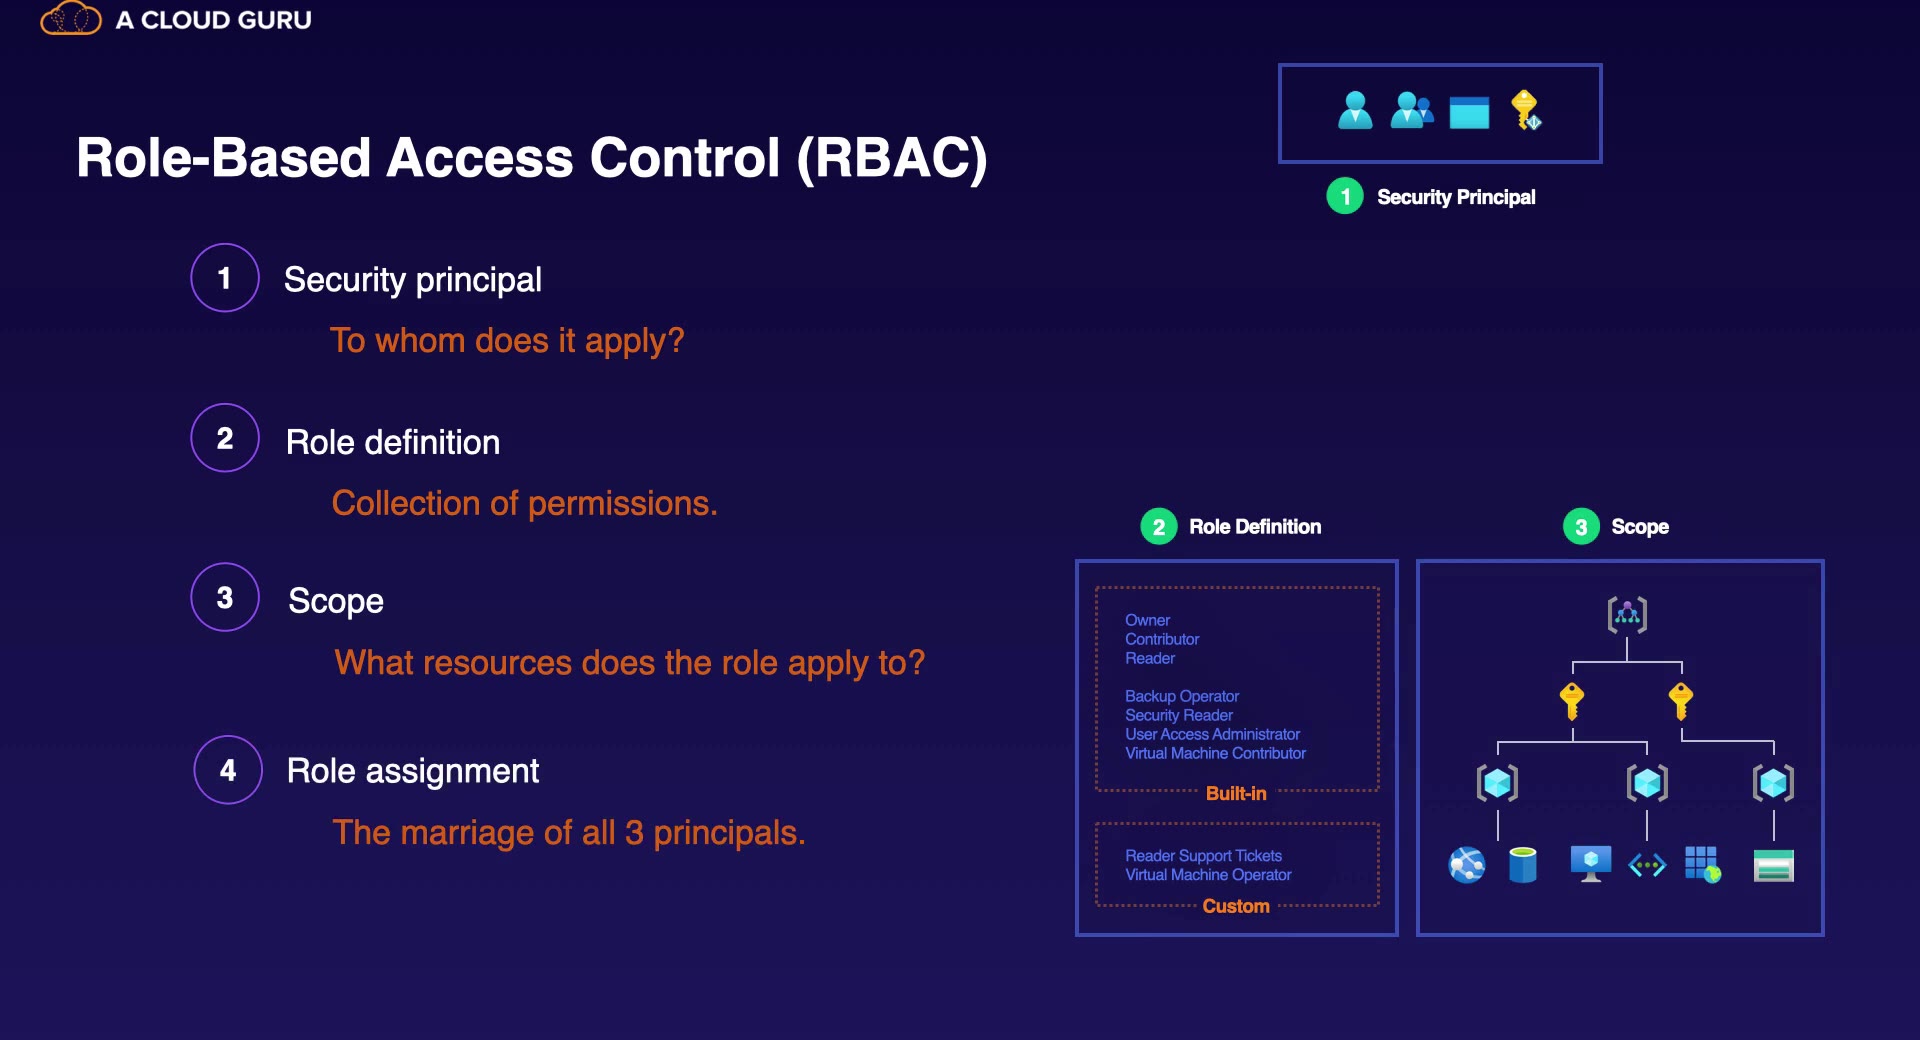 A CLOUD GURU
Role-Based Access Control (RBAC)
1 Security principal
To whom does it apply?
2 Role definition
Collection of permissions.
3 Scope
What resources does the role apply to?
4 Role assignment
The marriage of all 3 principals.
1 Security Principal
2 Role Definition
Owner
Contributor
Reader
Backup Operator
Security Reader
User Access Administrator
Virtual Machine Contributor
Built-in
Reader Support Tickets
Virtual Machine Operator
Custom
3 Scope